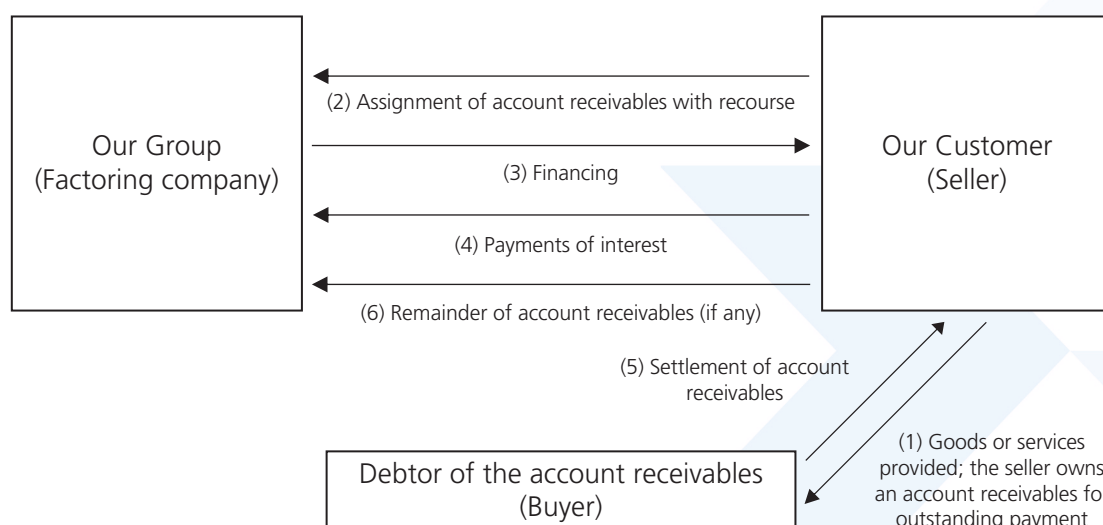 (2) Assignment of account receivables with recourse
Our Group
(Factoring company)
Our Customer
(Seller)
(3) Financing
(4) Payments of interest
(6) Remainder of account receivables (if any)
(5) Settlement of account
receivables
Debtor of the account receivables
(Buyer)
(1) Goods or services
provided; the seller owns
an account receivables for
outstanding payment